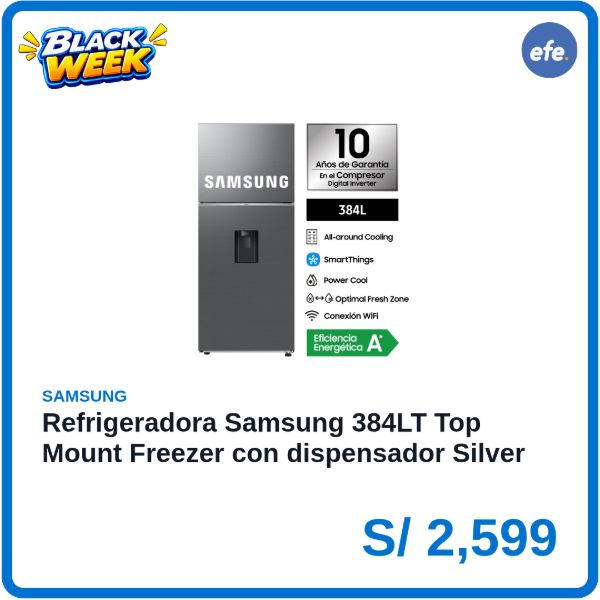 BLACK
WEEK
efe.
SAMSUNG
10
Años de Garantía
En el Compresor
Digital Inverter
384L
All-around Cooling
SmartThings
Power Cool
Optimal Fresh Zone
Conexión WiFi
Eficiencia
Energética A*
SAMSUNG
Refrigeradora Samsung 384LT Top
Mount Freezer con dispensador Silver
S/ 2,599